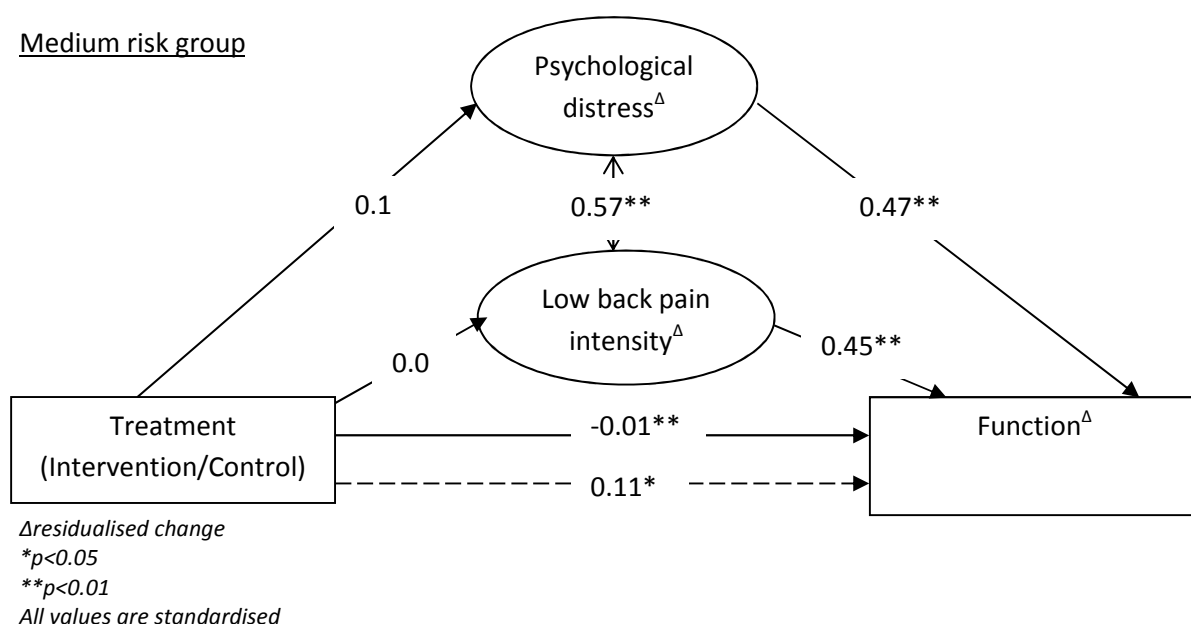 Medium risk group
Psychological
distress^Δ
0.1
0.57**
0.47**
Low back pain
intensity^Δ
0.0
0.45**
Treatment
(Intervention/Control)
-0.01**
Function^Δ
0.11*
Δresidualised change
*p<0.05
**p<0.01
All values are standardised